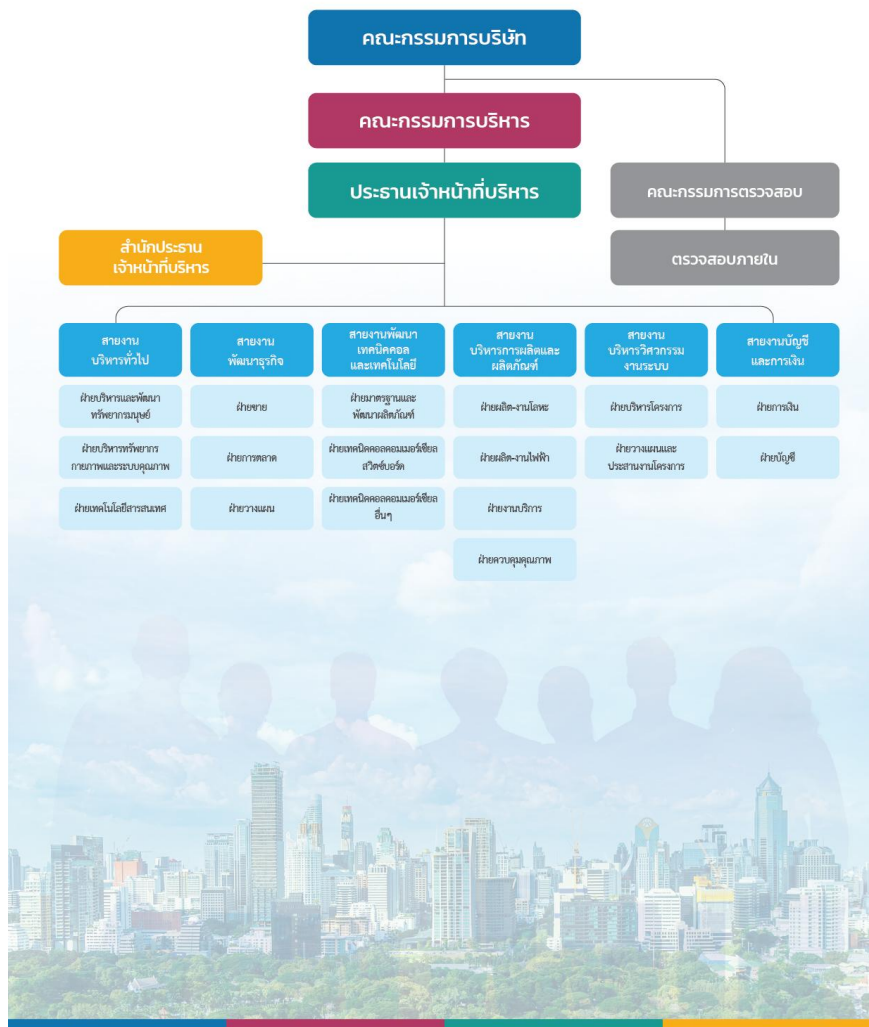 คณะกรรมการบริษัท
คณะกรรมการบริหาร
ประธานเจ้าหน้าที่บริหาร
คณะกรรมการตรวจสอบ
สำนักประธาน
เจ้าหน้าที่บริหาร
ตรวจสอบภายใน
สายงาน
บริหารทั่วไป
สายงาน
พัฒนาธุรกิจ
สายงานพัฒนา
เทคนิคคอล
และเทคโนโลยี
สายงาน
บริหารการผลิตและ
ผลิตภัณฑ์
สายงาน
บริหารวิศวกรรม
งานระบบ
สายงานบัญชี
และการเงิน
ฝ่ายบริหารและพัฒนา
ทรัพยากรมนุษย์
ฝ่ายขาย
ฝ่ายมาตรฐานและ
พัฒนาผลิตภัณฑ์
ฝ่ายผลิต-งานโลหะ
ฝ่ายบริหารโครงการ
ฝ่ายการเงิน
ฝ่ายบริหารทรัพยากร
กายภาพและระบบคุณภาพ
ฝ่ายการตลาด
ฝ่ายเทคนิคคอลคอมเมอร์เชียล
สวิตช์บอร์ด
ฝ่ายผลิต-งานไฟฟ้า
ฝ่ายวางแผนและ
ประสานงานโครงการ
ฝ่ายบัญชี
ฝ่ายเทคโนโลยีสารสนเทศ
ฝ่ายวางแผน
ฝ่ายเทคนิคคอลคอมเมอร์เชียล
อื่นๆ
ฝ่ายงานบริการ
ฝ่ายควบคุมคุณภาพ